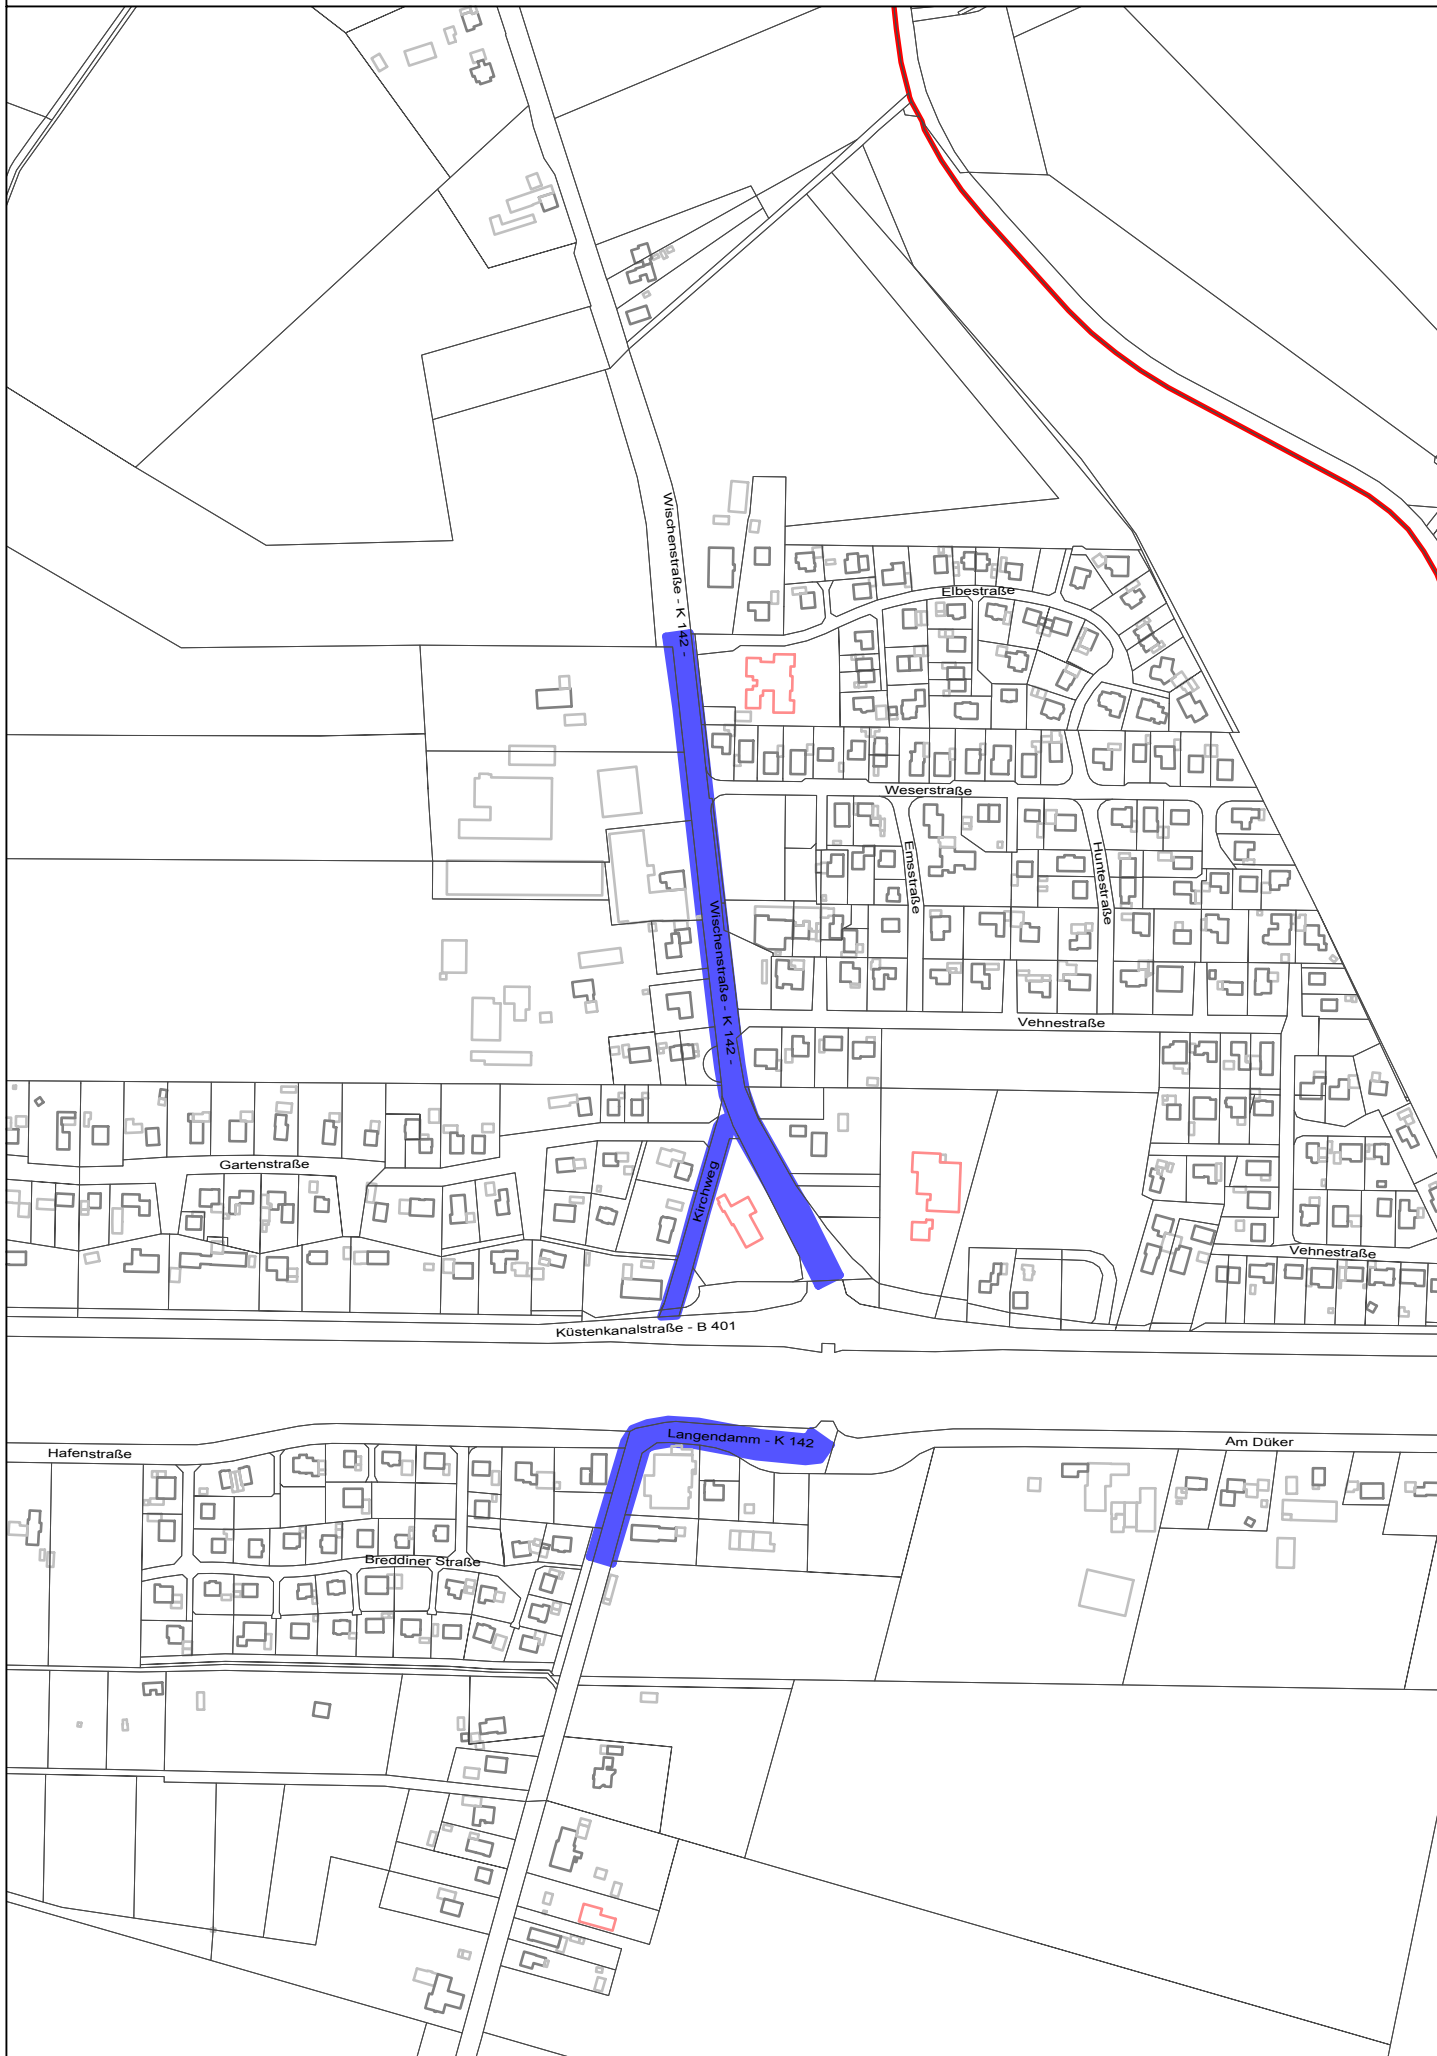 Wischenstraße - K 142 -
Elbestraße
Weserstraße
Emsstraße
Huntestraße
Wischenstraße - K 142 -
Vehnestraße
Gartenstraße
Kirchweg
Vehnestraße
Küstenkanalstraße - B 401
Hafenstraße
Langendamm - K 142
Am Düker
Breddiner Straße